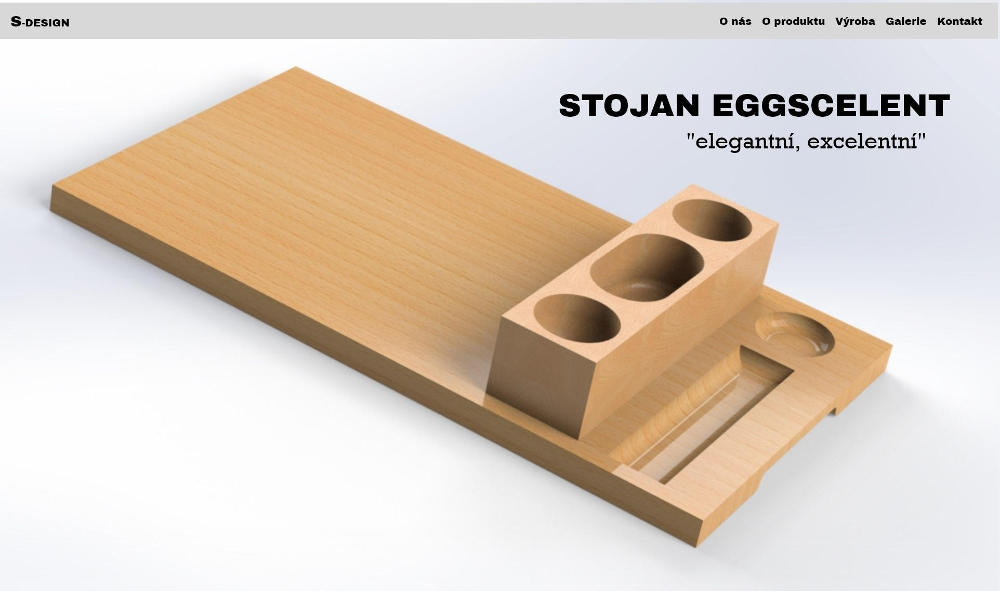 S-DESIGN
O nás O produktu Výroba Galerie Kontakt
STOJAN EGGSCELENT
"elegantní, excelentní"